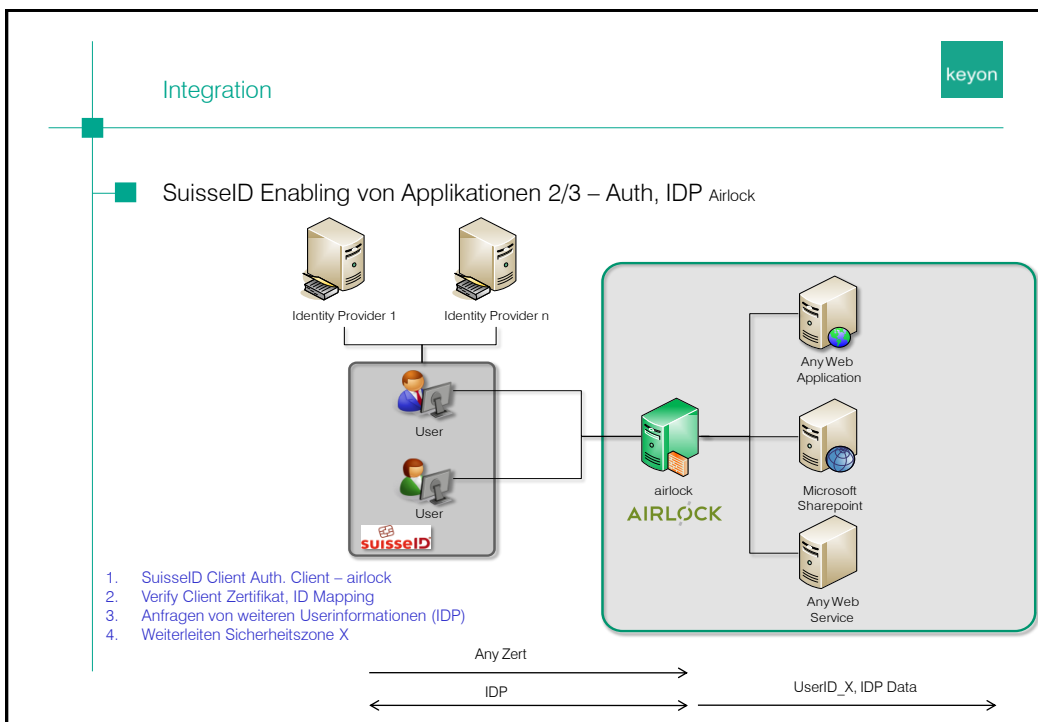 keyon
Integration
SuisseID Enabling von Applikationen 2/3 – Auth, IDP Airlock
Identity Provider 1
Identity Provider n
User
User
suisseID
airlock
AIRLOCK
Any Web
Application
Microsoft
Sharepoint
Any Web
Service
1. SuisseID Client Auth. Client – airlock
2. Verify Client Zertifikat, ID Mapping
3. Anfragen von weiteren Userinformationen (IDP)
4. Weiterleiten Sicherheitszone X
Any Zert
IDP
UserID_X, IDP Data